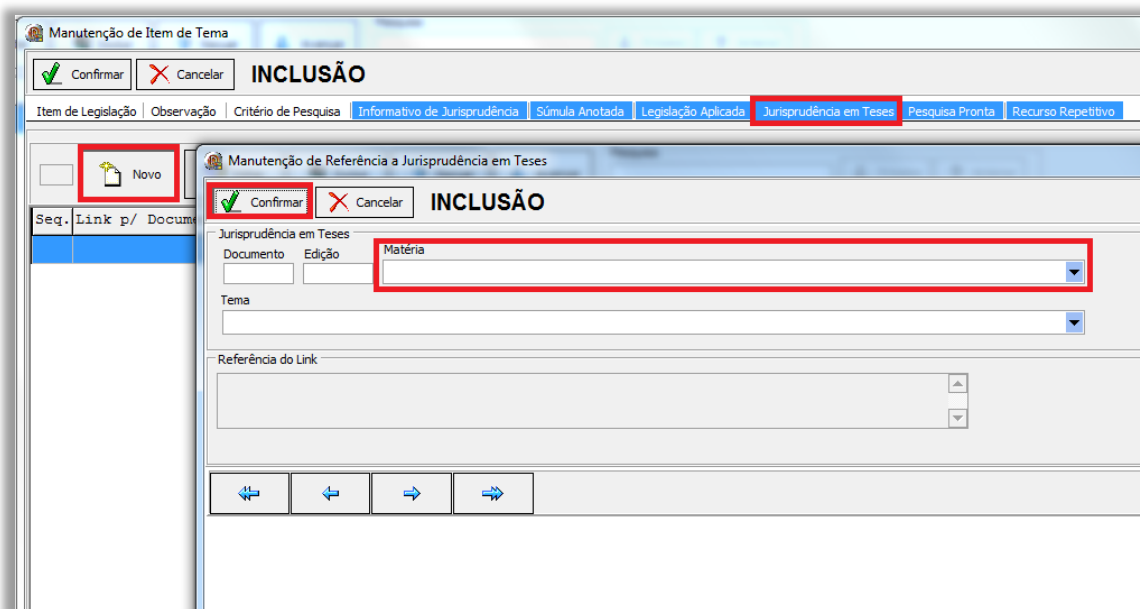 Manutenção de Item de Tema
Confirmar Cancelar INCLUSÃO
Item de Legislação Observação Critério de Pesquisa Informativo de Jurisprudência Súmula Anotada Legislação Aplicada Jurisprudência em Teses Pesquisa Pronta Recurso Repetitivo
Novo
Seq. Link p/ Docume
Manutenção de Referência a Jurisprudência em Teses
Confirmar Cancelar INCLUSÃO
Jurisprudência em Teses
Documento Edição Matéria
Tema
Referência do Link